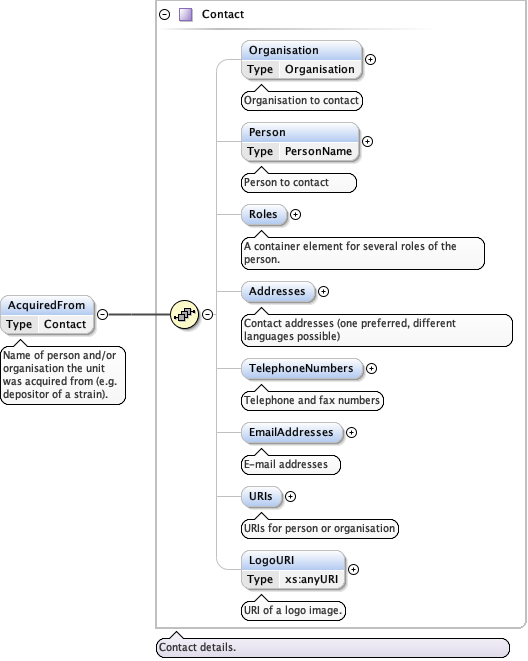 Contact
Organisation
Type Organisation
Organisation to contact
Person
Type PersonName
Person to contact
Roles
A container element for several roles of the
person.
Addresses
Contact addresses (one preferred, different
languages possible)
AcquiredFrom
Type Contact
Name of person and/or
organisation the unit
was acquired from (e.g.
depositor of a strain).
TelephoneNumbers
Telephone and fax numbers
EmailAddresses
E-mail addresses
URIs
URIs for person or organisation
LogoURI
Type xs:anyURI
URI of a logo image.
Contact details.